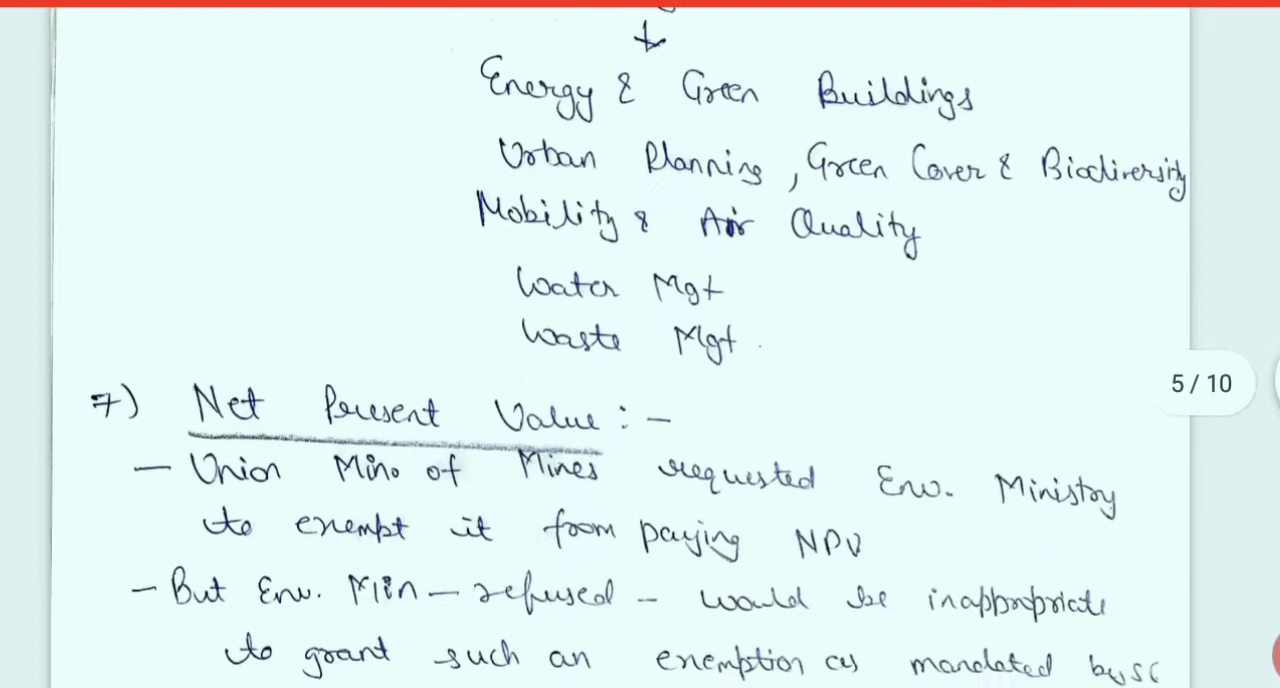 Energy & Green Buildings
Urban Planning, Green Cover & Biodiversity
Mobility & Air Quality
Water Mgt
Waste Mgt.
5 / 10
7) Net Present Value : -
- Union Min. of Mines requested Env. Ministry
to exempt it from paying NPV
- But Env. Min - refused - would be inappropriate
to grant such an exemption as mandated by SC